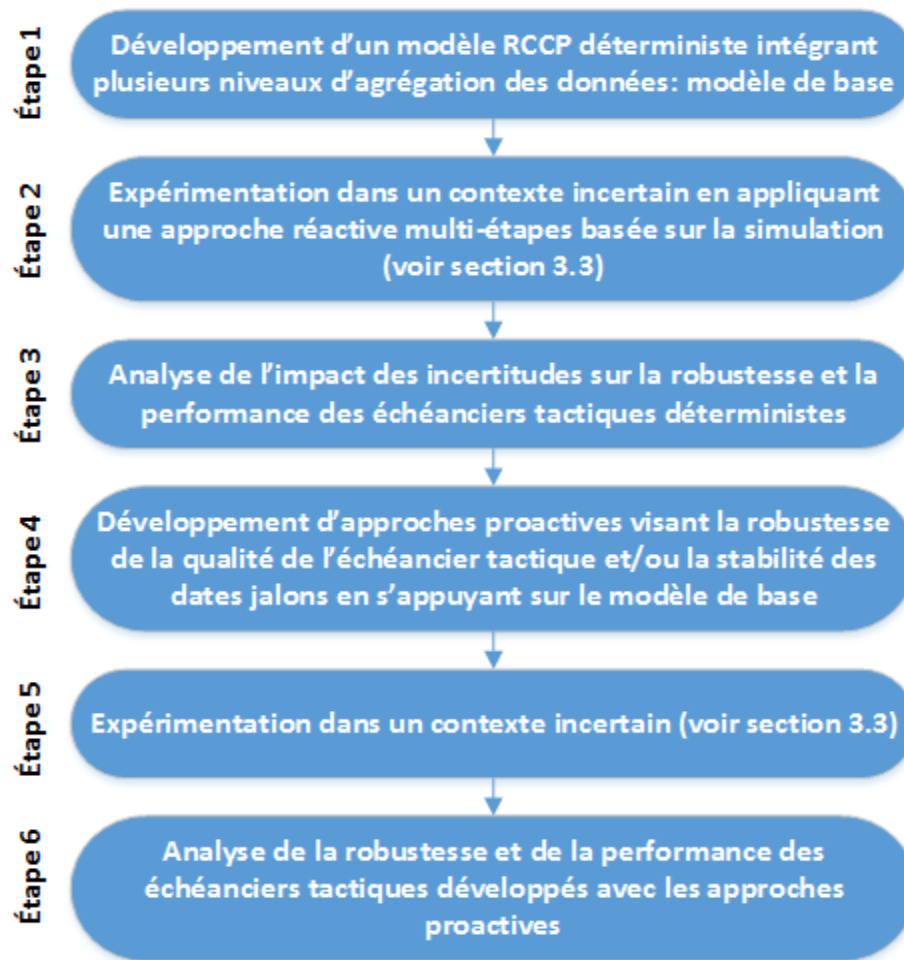 Étape 1
Développement d'un modèle RCCP déterministe intégrant
plusieurs niveaux d'agrégation des données: modèle de base
Étape 2
Expérimentation dans un contexte incertain en appliquant
une approche réactive multi-étapes basée sur la simulation
(voir section 3.3)
Étape 3
Analyse de l'impact des incertitudes sur la robustesse et la
performance des échéanciers tactiques déterministes
Étape 4
Développement d'approches proactives visant la robustesse
de la qualité de l'échéancier tactique et/ou la stabilité des
dates jalons en s'appuyant sur le modèle de base
Étape 5
Expérimentation dans un contexte incertain (voir section 3.3)
Étape 6
Analyse de la robustesse et de la performance des
échéanciers tactiques développés avec les approches
proactives